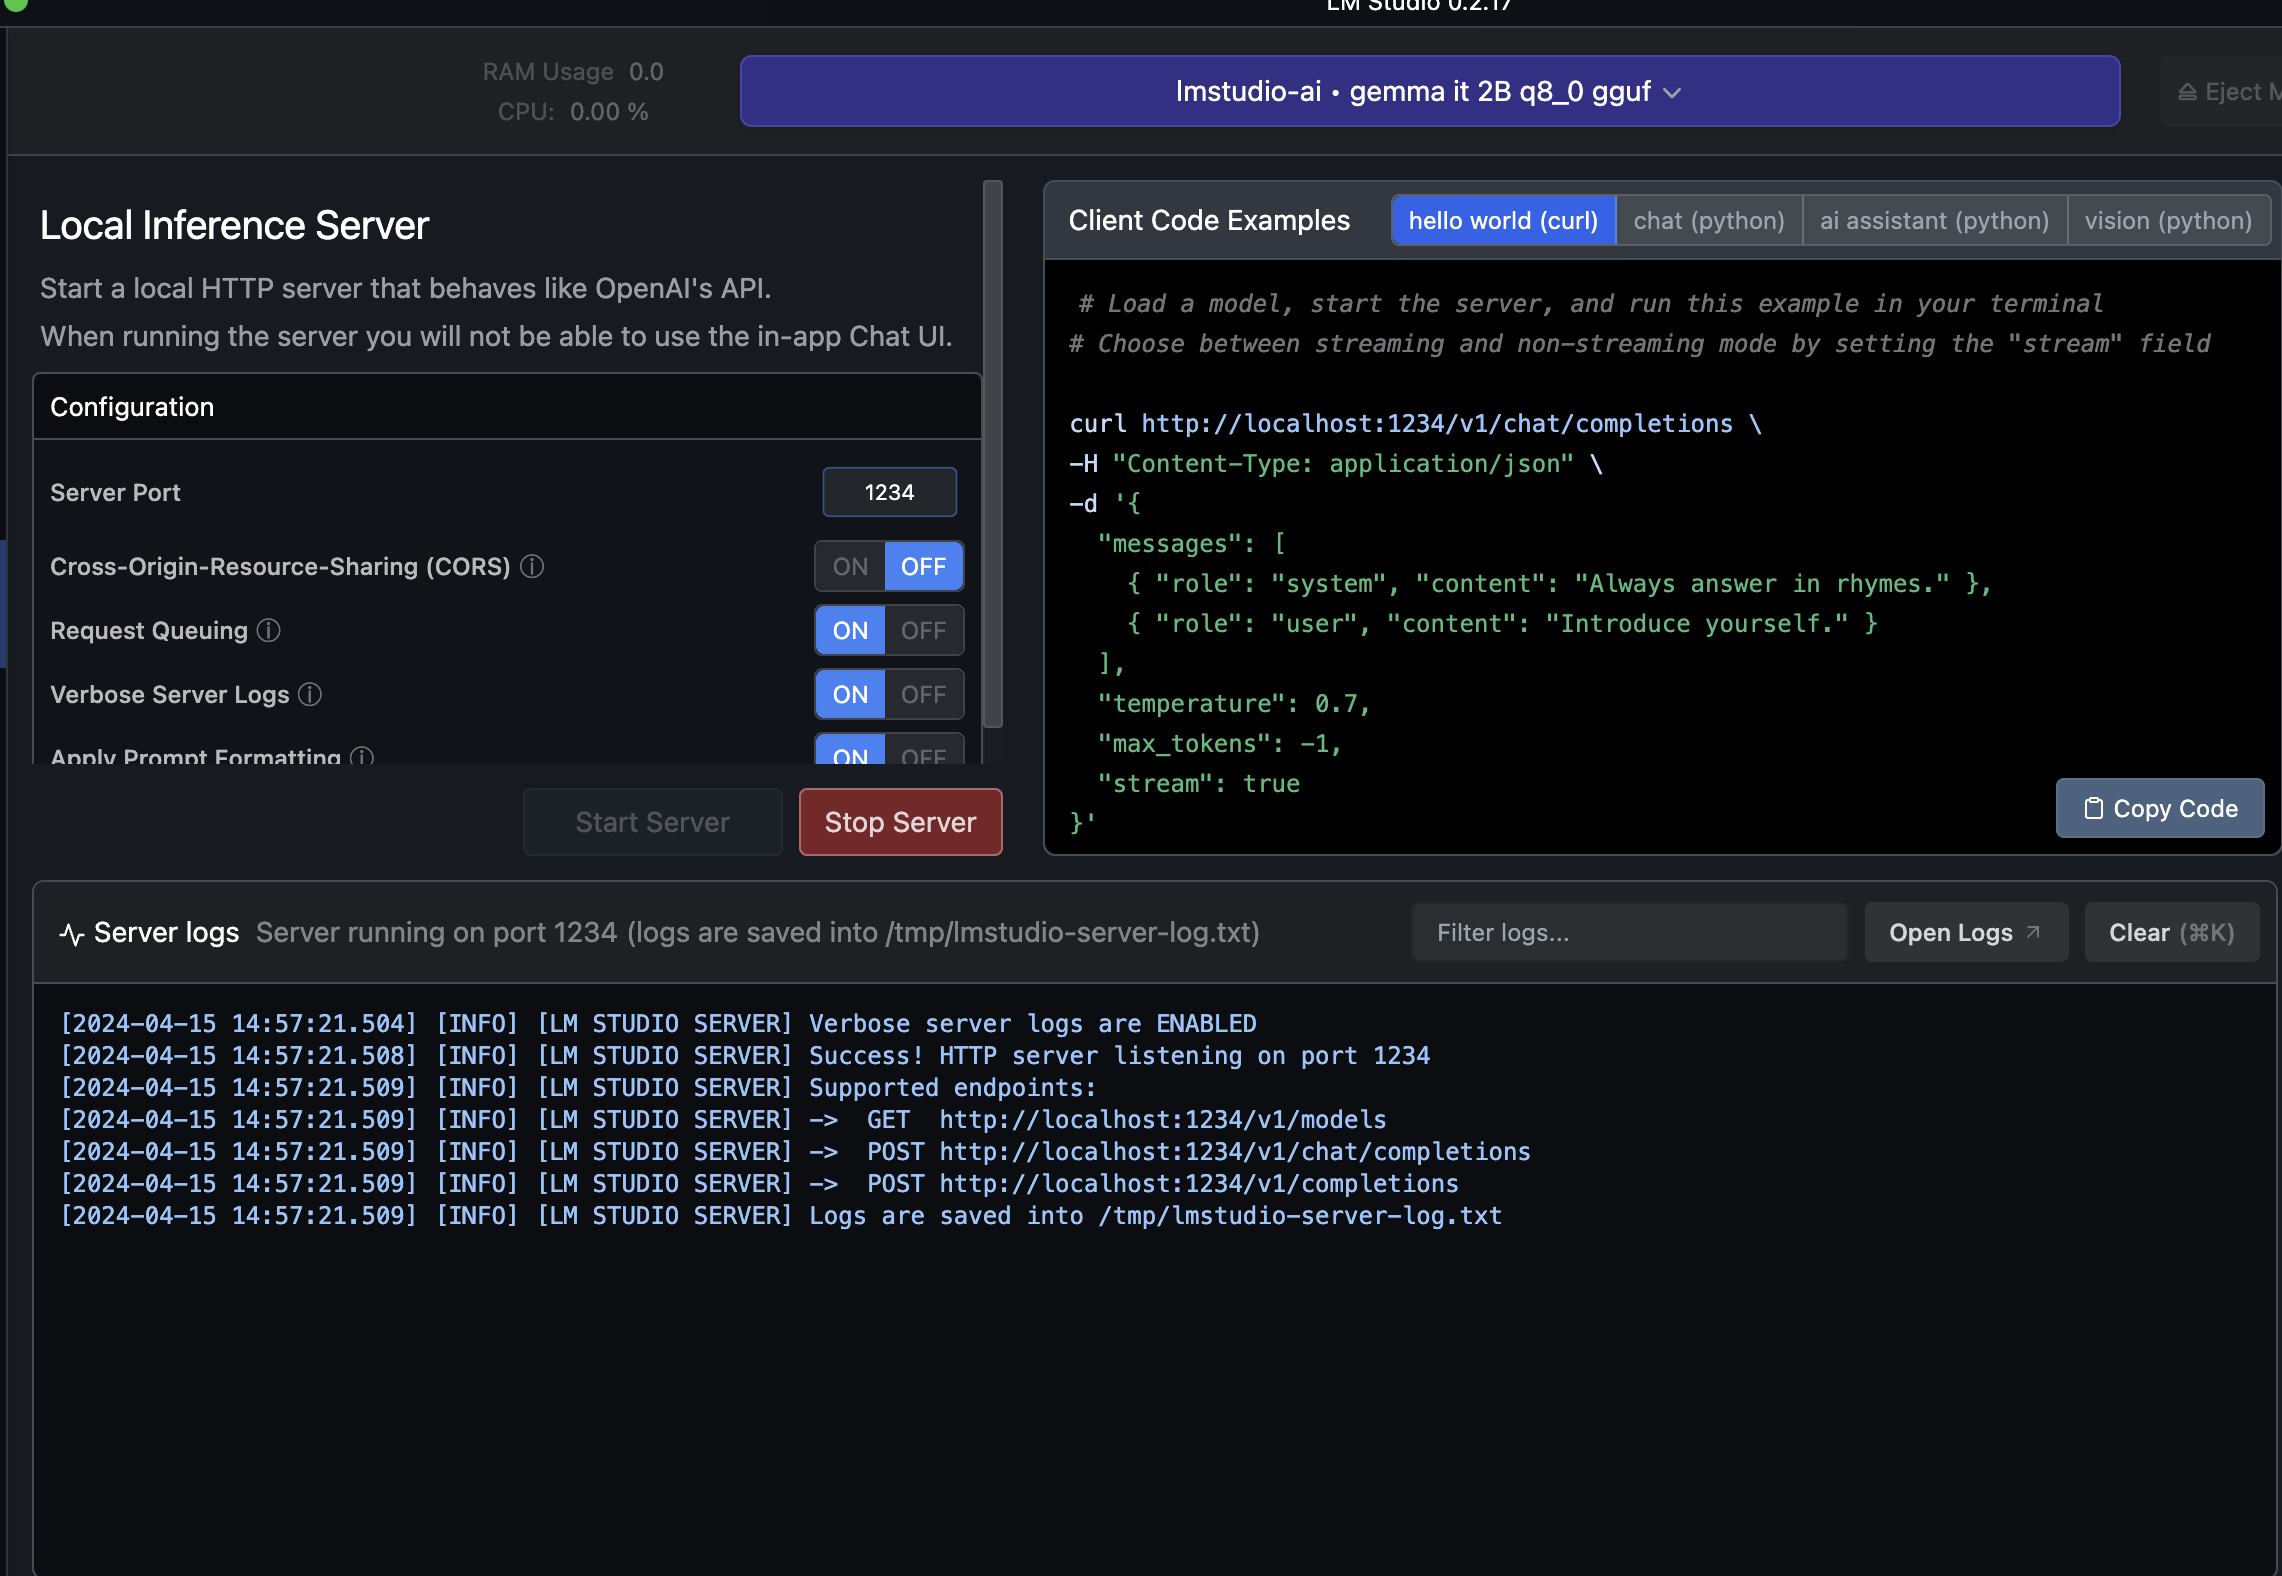 LM Studio 0.2.17
RAM Usage 0.0
CPU: 0.00 %
lmstudio-ai • gemma it 2B q8_0 gguf
Eject
Local Inference Server
Start a local HTTP server that behaves like OpenAI's API.
When running the server you will not be able to use the in-app Chat UI.
Configuration
Server Port 1234
Cross-Origin-Resource-Sharing (CORS) ON OFF
Request Queuing ON OFF
Verbose Server Logs ON OFF
Apply Prompt Formatting ON OFF
Start Server Stop Server
Client Code Examples hello world (curl) chat (python) ai assistant (python) vision (python)
# Load a model, start the server, and run this example in your terminal
# Choose between streaming and non-streaming mode by setting the "stream" field
curl http://localhost:1234/v1/chat/completions \
-H "Content-Type: application/json" \
-d '{
"messages": [
{ "role": "system", "content": "Always answer in rhymes." },
{ "role": "user", "content": "Introduce yourself." }
],
"temperature": 0.7,
"max_tokens": -1,
"stream": true
}'
Copy Code
Server logs Server running on port 1234 (logs are saved into /tmp/lmstudio-server-log.txt)
Filter logs... Open Logs Clear (⌘K)
[2024-04-15 14:57:21.504] [INFO] [LM STUDIO SERVER] Verbose server logs are ENABLED
[2024-04-15 14:57:21.508] [INFO] [LM STUDIO SERVER] Success! HTTP server listening on port 1234
[2024-04-15 14:57:21.509] [INFO] [LM STUDIO SERVER] Supported endpoints:
[2024-04-15 14:57:21.509] [INFO] [LM STUDIO SERVER] -> GET http://localhost:1234/v1/models
[2024-04-15 14:57:21.509] [INFO] [LM STUDIO SERVER] -> POST http://localhost:1234/v1/chat/completions
[2024-04-15 14:57:21.509] [INFO] [LM STUDIO SERVER] -> POST http://localhost:1234/v1/completions
[2024-04-15 14:57:21.509] [INFO] [LM STUDIO SERVER] Logs are saved into /tmp/lmstudio-server-log.txt